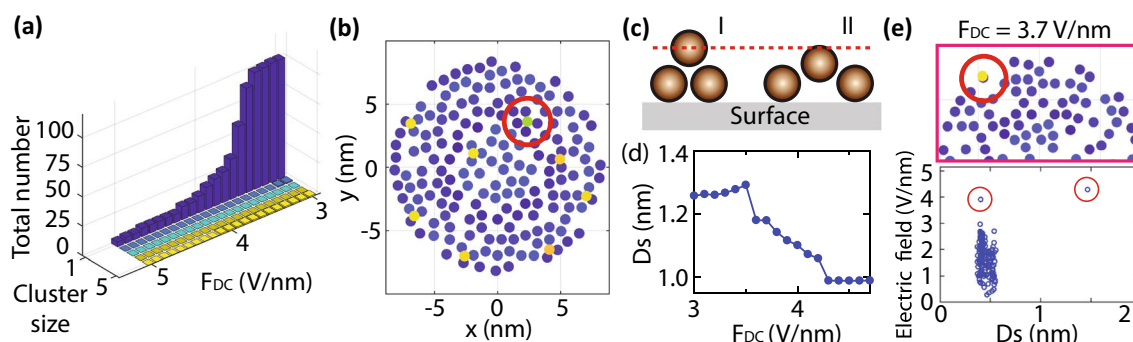 (a)
Total number
100
75
50
25
0
1
5
Cluster
size
5
4
3
FDC (V/nm)
(b)
y (nm)
5
0
-5
-5
0
5
x (nm)
(c)
I
II
Surface
(d)
Ds (nm)
1.4
1.2
1.0
3
4
FDC (V/nm)
(e)
FDC = 3.7 V/nm
Electric field (V/nm)
5
4
3
2
1
0
0
1
2
Ds (nm)